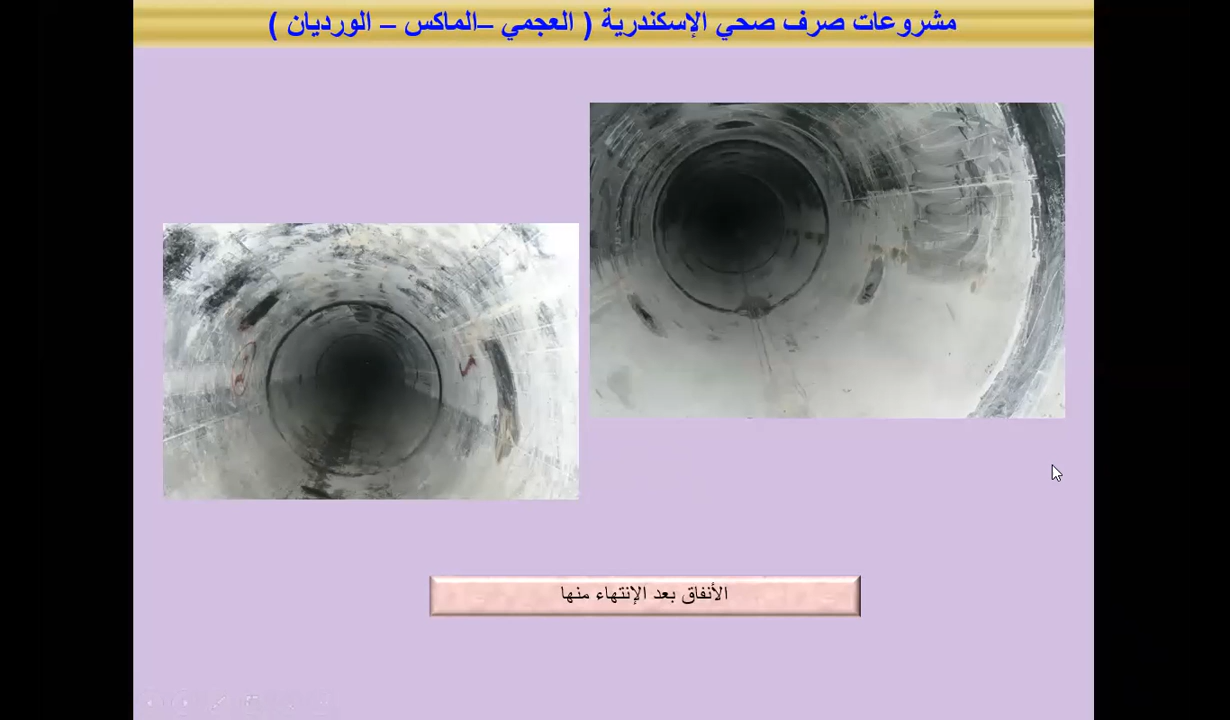 مشروعات صرف صحي الإسكندرية ( العجمي –الماكس – الورديان )
الأنفاق بعد الإنتهاء منها